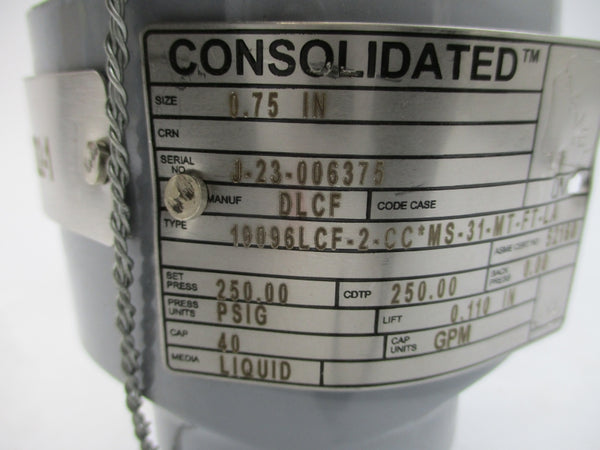 CONSOLIDATED™
SIZE 0.75 IN
CRN
SERIAL NO. J-23-006375
MANUF DLCF CODE CASE
TYPE 19096LCF-2-CC*MS-31-MT-FT-LA
SET PRESS 250.00 CDTP 250.00 BACK PRESS 0.00
PRESS UNITS PSIG LIFT 0.110 IN
CAP 40 CAP UNITS GPM
MEDIA LIQUID